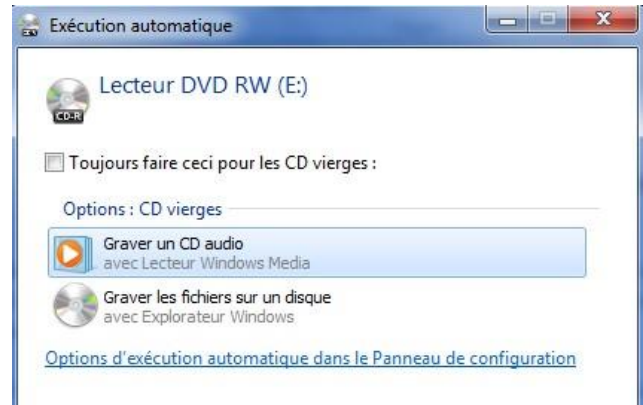 Exécution automatique
Lecteur DVD RW (E:)
CD-R
Toujours faire ceci pour les CD vierges :
Options : CD vierges
Graver un CD audio
avec Lecteur Windows Media
Graver les fichiers sur un disque
avec Explorateur Windows
Options d'exécution automatique dans le Panneau de configuration